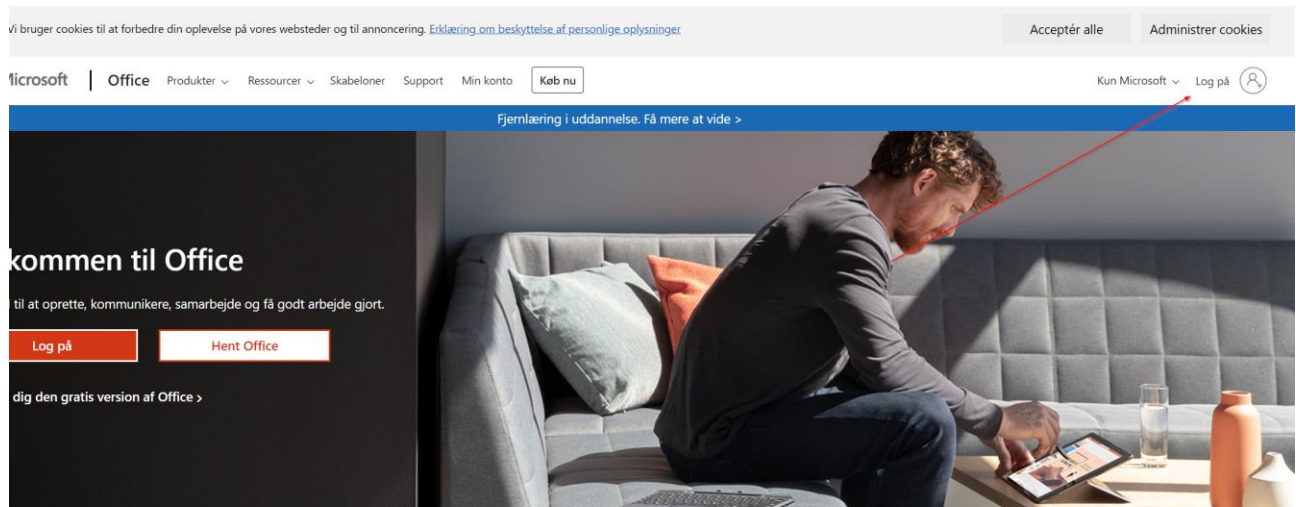 Vi bruger cookies til at forbedre din oplevelse på vores websteder og til annoncering. Erklæring om beskyttelse af personlige oplysninger
Acceptér alle
Administrer cookies
Microsoft
Office
Produkter
Ressourcer
Skabeloner
Support
Min konto
Køb nu
Kun Microsoft
Log på
Fjernlæring i uddannelse. Få mere at vide >
kommen til Office
til at oprette, kommunikere, samarbejde og få godt arbejde gjort.
Log på
Hent Office
dig den gratis version af Office >